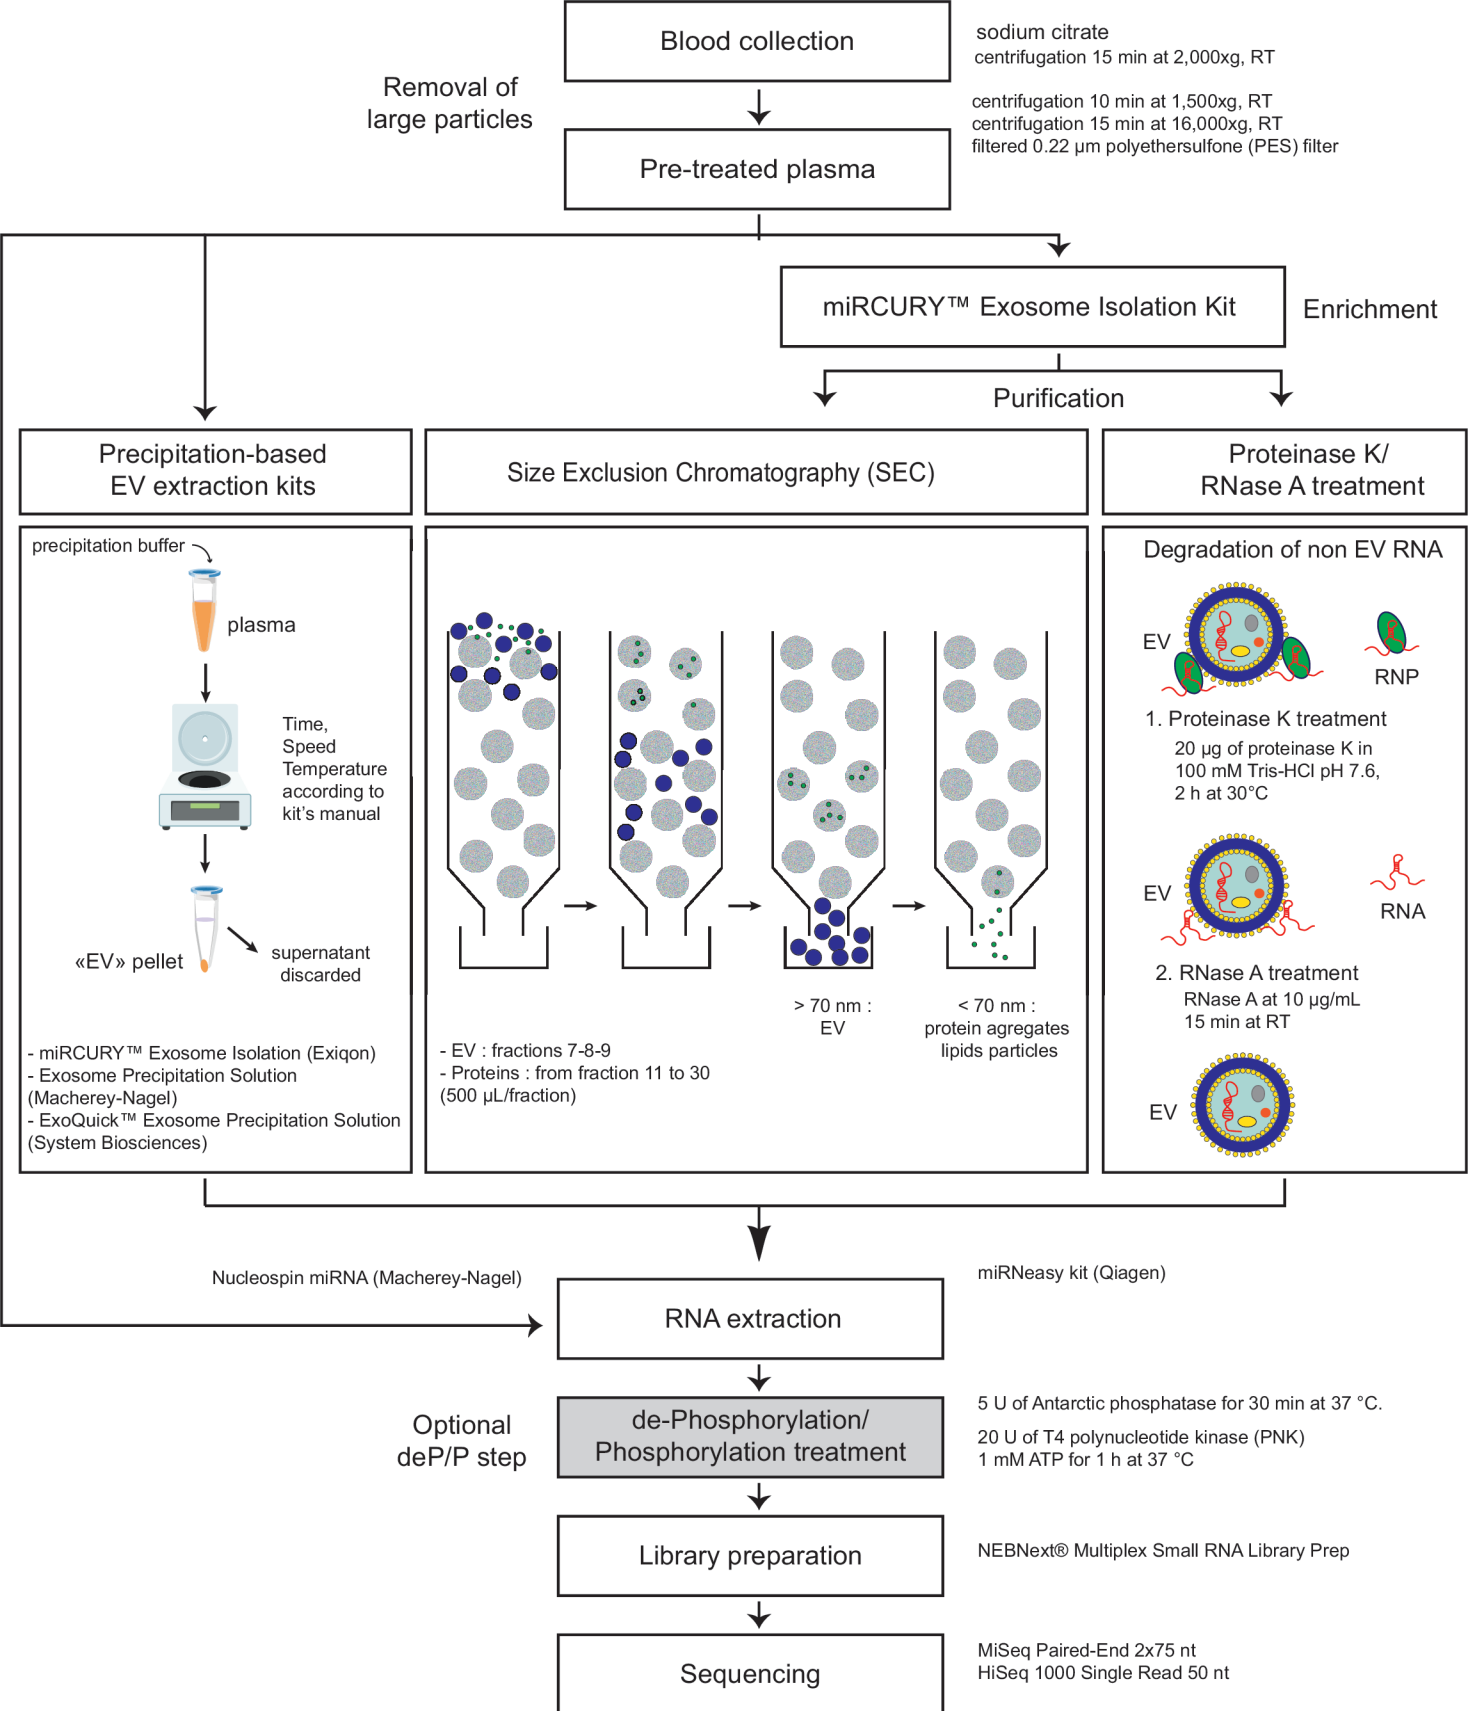 Blood collection
sodium citrate
centrifugation 15 min at 2,000xg, RT
Removal of
large particles
centrifugation 10 min at 1,500xg, RT
centrifugation 15 min at 16,000xg, RT
filtered 0.22 µm polyethersulfone (PES) filter
Pre-treated plasma
miRCURY™ Exosome Isolation Kit
Enrichment
Purification
Precipitation-based
EV extraction kits
Size Exclusion Chromatography (SEC)
Proteinase K/
RNase A treatment
precipitation buffer
plasma
Time,
Speed
Temperature
according to
kit's manual
«EV» pellet
supernatant
discarded
- miRCURY™ Exosome Isolation (Exiqon)
- Exosome Precipitation Solution
(Macherey-Nagel)
- ExoQuick™ Exosome Precipitation Solution
(System Biosciences)
> 70 nm :
EV
< 70 nm :
protein agregates
lipids particles
- EV : fractions 7-8-9
- Proteins : from fraction 11 to 30
(500 µL/fraction)
Degradation of non EV RNA
EV
RNP
1. Proteinase K treatment
20 µg of proteinase K in
100 mM Tris-HCl pH 7.6,
2 h at 30°C
EV
RNA
2. RNase A treatment
RNase A at 10 µg/mL
15 min at RT
EV
Nucleospin miRNA (Macherey-Nagel)
miRNeasy kit (Qiagen)
RNA extraction
Optional
deP/P step
de-Phosphorylation/
Phosphorylation treatment
5 U of Antarctic phosphatase for 30 min at 37 °C.
20 U of T4 polynucleotide kinase (PNK)
1 mM ATP for 1 h at 37 °C
Library preparation
NEBNext® Multiplex Small RNA Library Prep
Sequencing
MiSeq Paired-End 2x75 nt
HiSeq 1000 Single Read 50 nt